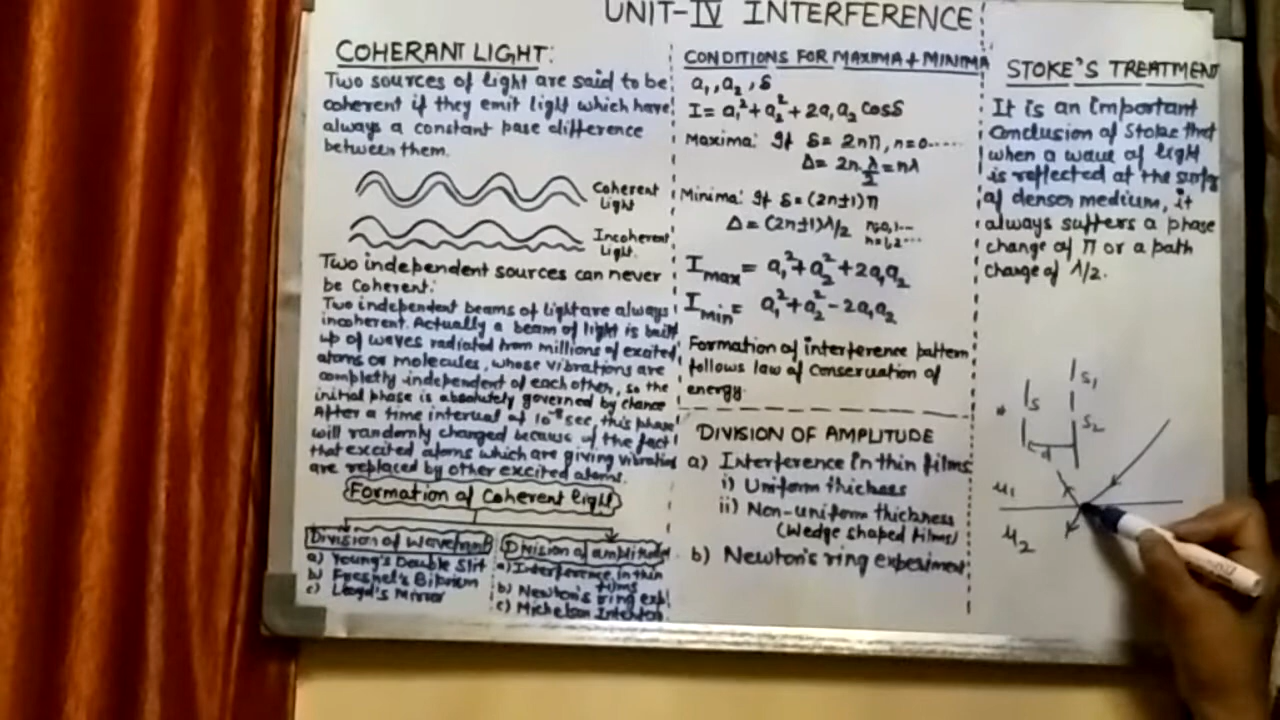 UNIT-IV INTERFERENCE
COHERANT LIGHT:
Two sources of light are said to be
coherent if they emit light which have
always a constant pase difference
between them.
Coherent
Light
Incoherent
Light.
Two independent sources can never
be Coherent:
Two independent beams of light are always
incoherent. Actually a beam of light is built
up of waves radiated from millions of excited
atoms or molecules, whose vibrations are
completly independent of each other, so the
initial phase is absolutely governed by chance
After a time interval of 10⁻⁸ sec, this phase
will randomly changed because of the fact
that excited atoms which are giving vibration
are replaced by other excited atoms.
Formation of Coherent light
Division of wavefront
a) Young's Double Slit
b) Fresnel's Biprism
c) Lloyd's Mirror
Division of amplitude
a) Interference in thin
films
b) Newton's ring exp.
c) Michelson
CONDITIONS FOR MAXIMA + MINIMA
a₁, a₂, δ
I = a₁² + a₂² + 2a₁a₂ cosδ
Maxima: If δ = 2nπ, n=0.....
Δ = 2n.λ/2 = nλ
Minima: If δ = (2n±1)π
Δ = (2n±1)λ/2 n=0,1...
n=1,2...
Imax = a₁² + a₂² + 2a₁a₂
Imin = a₁² + a₂² - 2a₁a₂
Formation of interference pattern
follows law of conservation of
energy.
DIVISION OF AMPLITUDE
a) Interference in thin films
i) Uniform thickess
ii) Non-uniform thickness
(Wedge shaped films)
b) Newton's ring experiment
STOKE'S TREATMENT
It is an important
Conclusion of Stoke that
when a wave of light
is reflected at the
of denser medium, it
always suffers a phase
change of π or a path
change of λ/2.
S₁
S
S₂
d
μ₁
μ₂